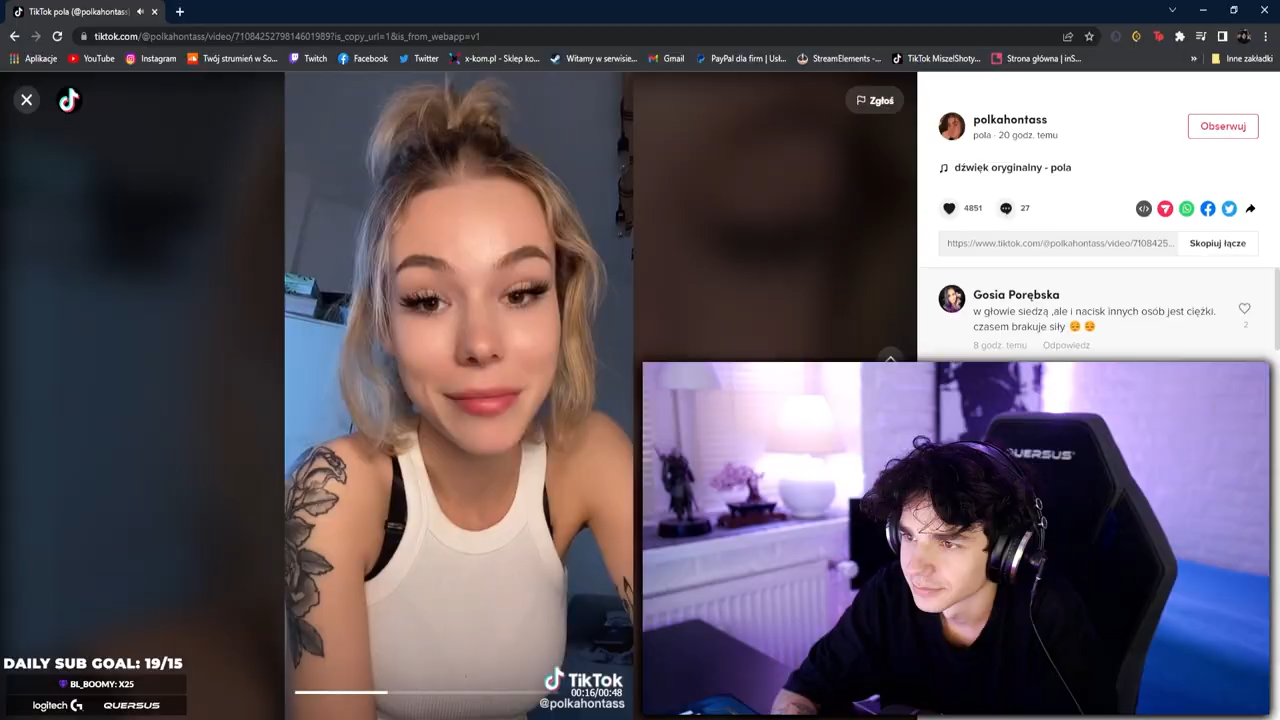 TikTok pola (@polkahontass)
tiktok.com/@polkahontass/video/7108425279814601989?is_copy_url=1&is_from_webapp=v1
Aplikacje
YouTube
Instagram
Twój strumień w So...
Twitch
Facebook
Twitter
x-kom.pl - Sklep ko...
Witamy w serwisie...
Gmail
PayPal dla firm | Usł...
StreamElements -...
TikTok MiszelShoty...
Strona główna | inS...
»
Inne zakładki
Zgłoś
polkahontass
pola · 20 godz. temu
Obserwuj
dźwięk oryginalny - pola
4851
27
https://www.tiktok.com/@polkahontass/video/7108425...
Skopiuj łącze
Gosia Porębska
w głowie siedzą ,ale i nacisk innych osób jest ciężki.
czasem brakuje siły 😔 😔
2
8 godz. temu
Odpowiedz
QUERSUS
DAILY SUB GOAL: 19/15
BL_BOOMY: X25
logitech G
QUERSUS
TikTok
00:16/00:48
@polkahontass